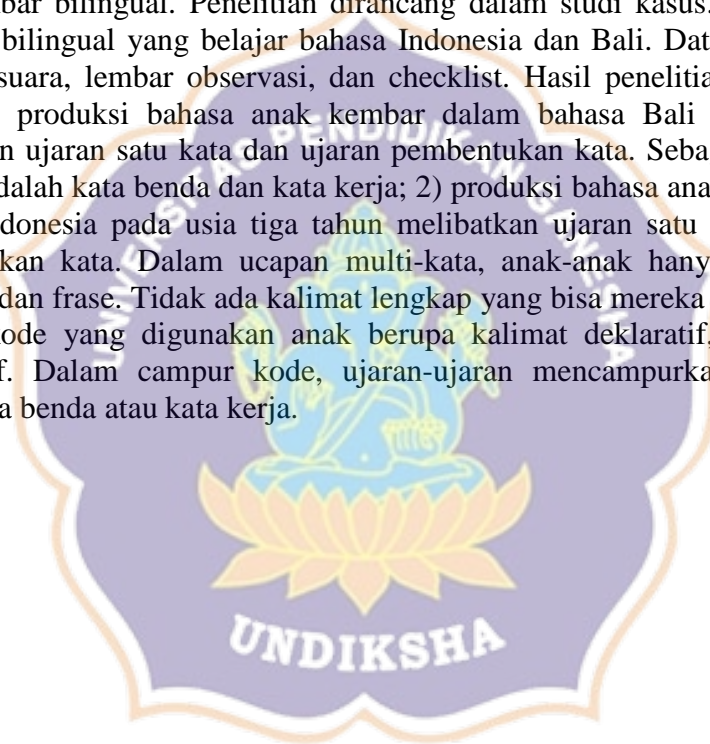 bar bilingual. Penelitian dirancang dalam studi kasus.
bilingual yang belajar bahasa Indonesia dan Bali. Dat
suara, lembar observasi, dan checklist. Hasil penelitia
produksi bahasa anak kembar dalam bahasa Bali
n ujaran satu kata dan ujaran pembentukan kata. Seba
dalah kata benda dan kata kerja; 2) produksi bahasa ana
donesia pada usia tiga tahun melibatkan ujaran satu
kan kata. Dalam ucapan multi-kata, anak-anak hany
dan frase. Tidak ada kalimat lengkap yang bisa mereka
ode yang digunakan anak berupa kalimat deklaratif,
f. Dalam campur kode, ujaran-ujaran mencampurka
a benda atau kata kerja.
UNIVERSITAS PENDIDIKAN GANESHA
UNDIKSHA